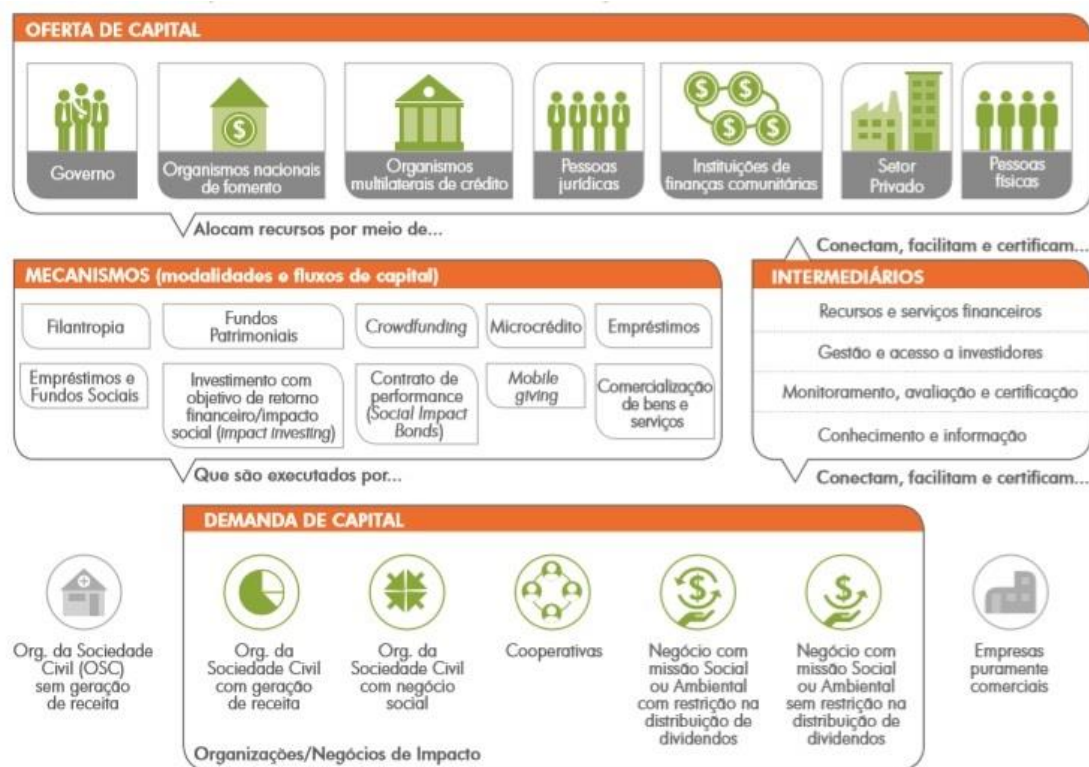 OFERTA DE CAPITAL
Governo
Organismos nacionais
de fomento
Organismos
multilaterais de crédito
Pessoas
jurídicas
Instituições de
finanças comunitárias
Setor
Privado
Pessoas
físicas
Alocam recursos por meio de...
Conectam, facilitam e certificam...
MECANISMOS (modalidades e fluxos de capital)
Filantropia
Fundos
Patrimoniais
Crowdfunding
Microcrédito
Empréstimos
Empréstimos e
Fundos Sociais
Investimento com
objetivo de retorno
financeiro/impacto
social (impact investing)
Contrato de
performance
(Social Impact
Bonds)
Mobile
giving
Comercialização
de bens e
serviços
INTERMEDIÁRIOS
Recursos e serviços financeiros
Gestão e acesso a investidores
Monitoramento, avaliação e certificação
Conhecimento e informação
Que são executados por...
Conectam, facilitam e certificam...
DEMANDA DE CAPITAL
Org. da Sociedade
Civil (OSC)
sem geração
de receita
Org. da
Sociedade Civil
com geração
de receita
Org. da
Sociedade Civil
com negócio
social
Cooperativas
Negócio com
missão Social
ou Ambiental
com restrição na
distribuição de
dividendos
Negócio com
missão Social
ou Ambiental
sem restrição na
distribuição de
dividendos
Empresas
puramente
comerciais
Organizações/Negócios de Impacto